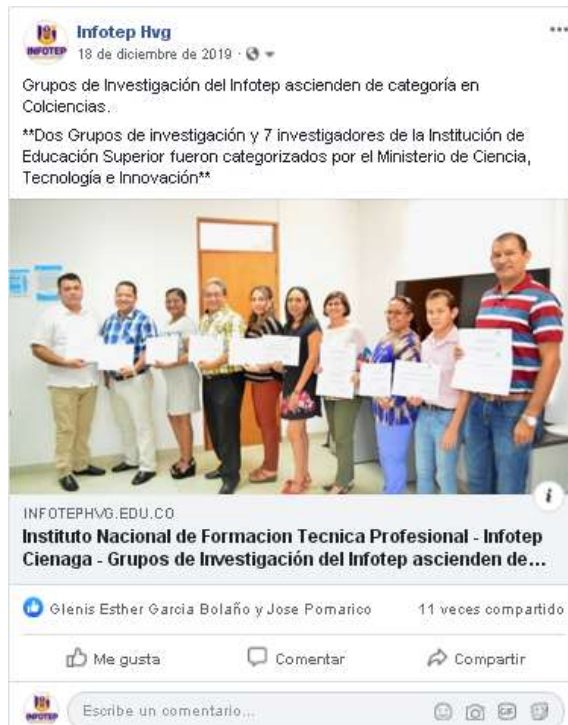 Infotep Hvg
18 de diciembre de 2019
Grupos de Investigación del Infotep ascienden de categoría en
Colciencias.
**Dos Grupos de investigación y 7 investigadores de la Institución de
Educación Superior fueron categorizados por el Ministerio de Ciencia,
Tecnología e Innovación**
INFOTEPHVG.EDU.CO
Instituto Nacional de Formacion Tecnica Profesional - Infotep
Cienaga - Grupos de Investigación del Infotep ascienden de...
Glenis Esther Garcia Bolaño y Jose Pomarico 11 veces compartido
Me gusta Comentar Compartir
Escribe un comentario... GIF